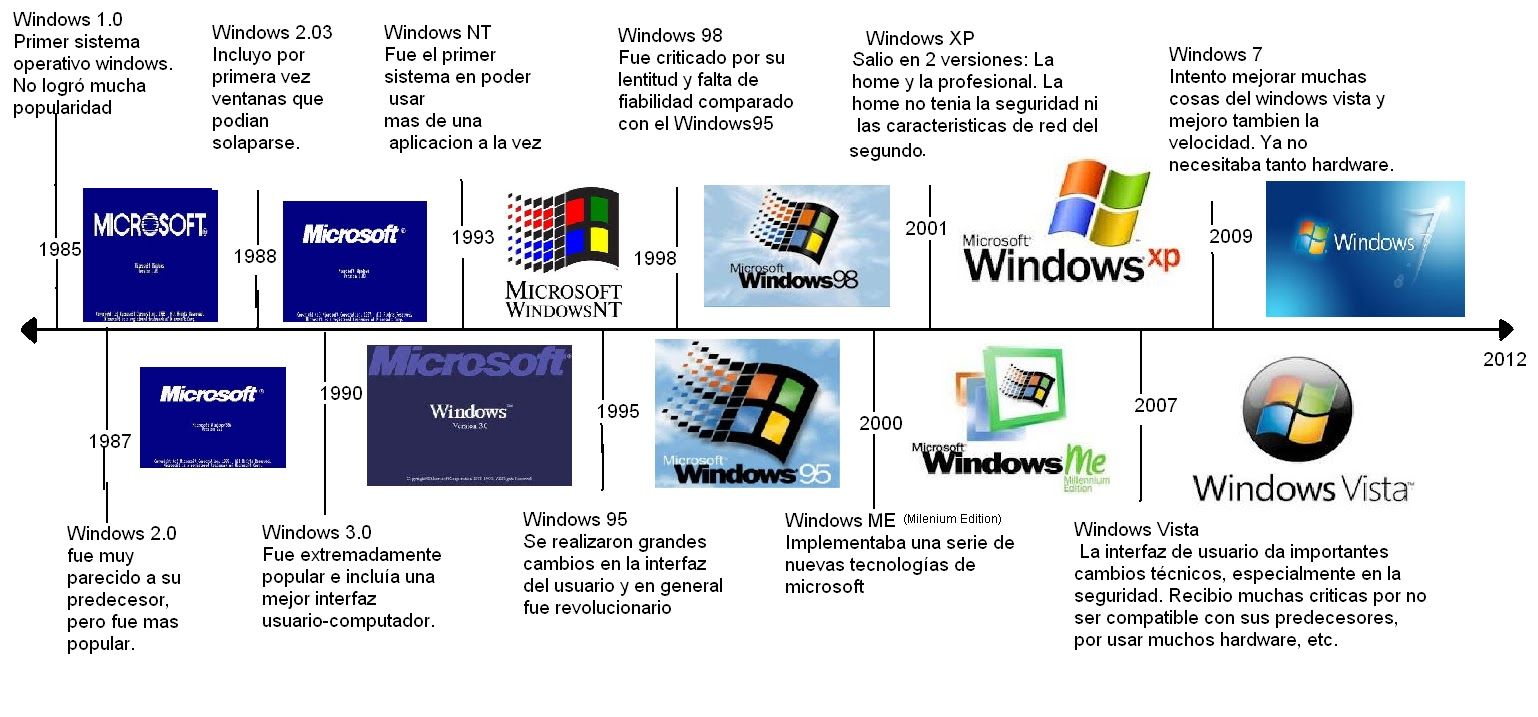 Windows 1.0
Primer sistema
operativo windows.
No logró mucha
popularidad
Windows 2.03
Incluyo por
primera vez
ventanas que
podian
solaparse.
Windows NT
Fue el primer
sistema en poder
usar
mas de una
aplicacion a la vez
Windows 98
Fue criticado por su
lentitud y falta de
fiabilidad comparado
con el Windows95
Windows XP
Salio en 2 versiones: La
home y la profesional. La
home no tenia la seguridad ni
las caracteristicas de red del
segundo.
Windows 7
Intento mejorar muchas
cosas del windows vista y
mejoro tambien la
velocidad. Ya no
necesitaba tanto hardware.
1985
MICROSOFT
1988
Microsoft®
1993
MICROSOFT
WINDOWSNT
1998
Microsoft
Windows98
2001
Microsoft
Windows xp
2009
Windows 7
2012
1987
Microsoft®
1990
Microsoft®
Windows™
Version 3.0
1995
Microsoft
Windows 95
2000
Microsoft
Windows Me
Millennium
Edition
2007
Windows Vista™
Windows 2.0
fue muy
parecido a su
predecesor,
pero fue mas
popular.
Windows 3.0
Fue extremadamente
popular e incluía una
mejor interfaz
usuario-computador.
Windows 95
Se realizaron grandes
cambios en la interfaz
del usuario y en general
fue revolucionario
Windows ME (Milenium Edition)
Implementaba una serie de
nuevas tecnologías de
microsoft
Windows Vista
La interfaz de usuario da importantes
cambios técnicos, especialmente en la
seguridad. Recibio muchas criticas por no
ser compatible con sus predecesores,
por usar muchos hardware, etc.